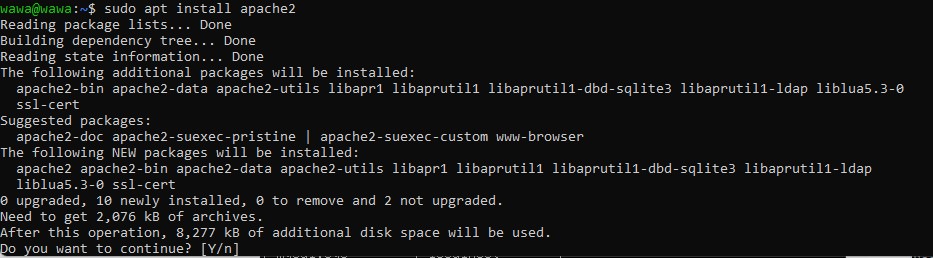 wawa@wawa:~$ sudo apt install apache2
Reading package lists... Done
Building dependency tree... Done
Reading state information... Done
The following additional packages will be installed:
  apache2-bin apache2-data apache2-utils libapr1 libaprutil1 libaprutil1-dbd-sqlite3 libaprutil1-ldap liblua5.3-0
  ssl-cert
Suggested packages:
  apache2-doc apache2-suexec-pristine | apache2-suexec-custom www-browser
The following NEW packages will be installed:
  apache2 apache2-bin apache2-data apache2-utils libapr1 libaprutil1 libaprutil1-dbd-sqlite3 libaprutil1-ldap
  liblua5.3-0 ssl-cert
0 upgraded, 10 newly installed, 0 to remove and 2 not upgraded.
Need to get 2,076 kB of archives.
After this operation, 8,277 kB of additional disk space will be used.
Do you want to continue? [Y/n]